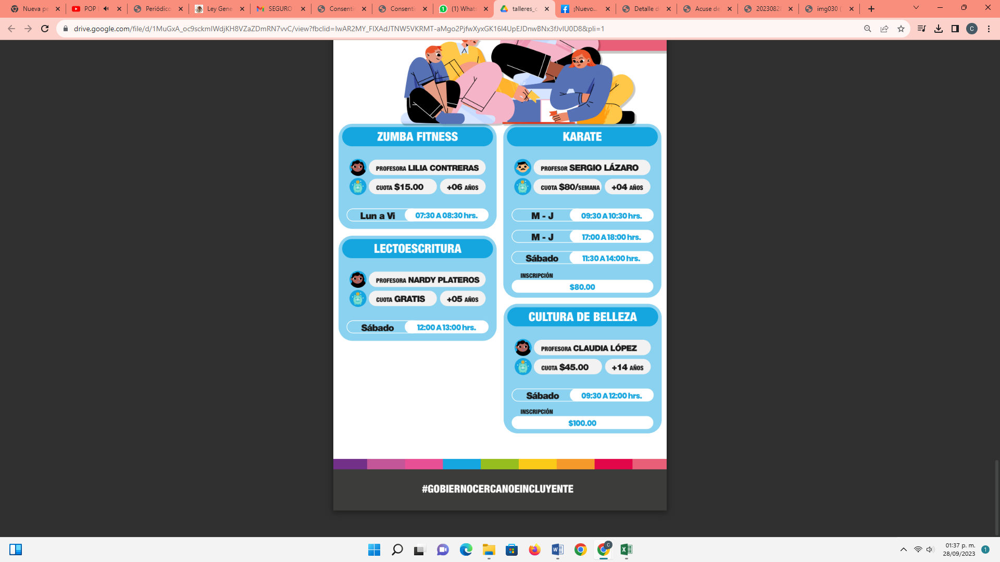 Nueva pe
POP
Periódico
Ley Gene
SEGURO
Consenti
Consenti
(1) Whats
talleres_c
¡Nuevo...
Detalle d
Acuse de
20230828
img030 (
drive.google.com/file/d/1MuGxA_oc9sckmIWdjKH8VZaZDmRN7vvC/view?fbclid=IwAR2MY_FIXAdJTNW5VKRMT-aMgo2PjfwXyxGK16I4UpEJDnwBNx3fJvIU0D8&pli=1
C
ZUMBA FITNESS
PROFESORA LILIA CONTRERAS
CUOTA $15.00 +06 AÑOS
Lun a Vi 07:30 A 08:30 hrs.
LECTOESCRITURA
PROFESORA NARDY PLATEROS
CUOTA GRATIS +05 AÑOS
Sábado 12:00 A 13:00 hrs.
KARATE
PROFESOR SERGIO LÁZARO
CUOTA $80/SEMANA +04 AÑOS
M - J 09:30 A 10:30 hrs.
M - J 17:00 A 18:00 hrs.
Sábado 11:30 A 14:00 hrs.
INSCRIPCIÓN
$80.00
CULTURA DE BELLEZA
PROFESORA CLAUDIA LÓPEZ
CUOTA $45.00 +14 AÑOS
Sábado 09:30 A 12:00 hrs.
INSCRIPCIÓN
$100.00
#GOBIERNOCERCANOEINCLUYENTE
01:37 p. m.
28/09/2023
1